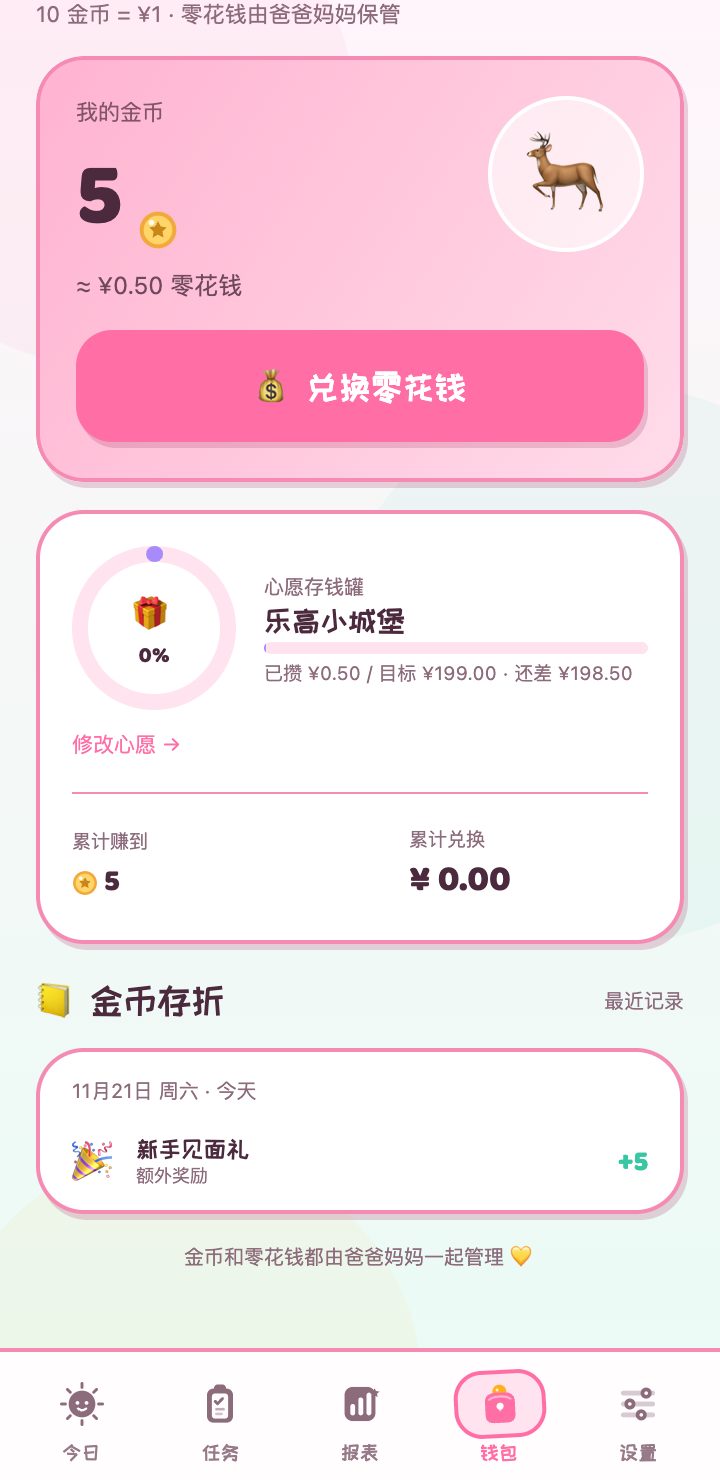 10 金币 = ¥1 · 零花钱由爸爸妈妈保管
我的金币
5
≈ ¥0.50 零花钱
兑换零花钱
0%
心愿存钱罐
乐高小城堡
已攒 ¥0.50 / 目标 ¥199.00 · 还差 ¥198.50
修改心愿 →
累计赚到
5
累计兑换
¥ 0.00
金币存折
最近记录
11月21日 周六 · 今天
新手见面礼
额外奖励
+5
金币和零花钱都由爸爸妈妈一起管理 💛
今日
任务
报表
钱包
设置